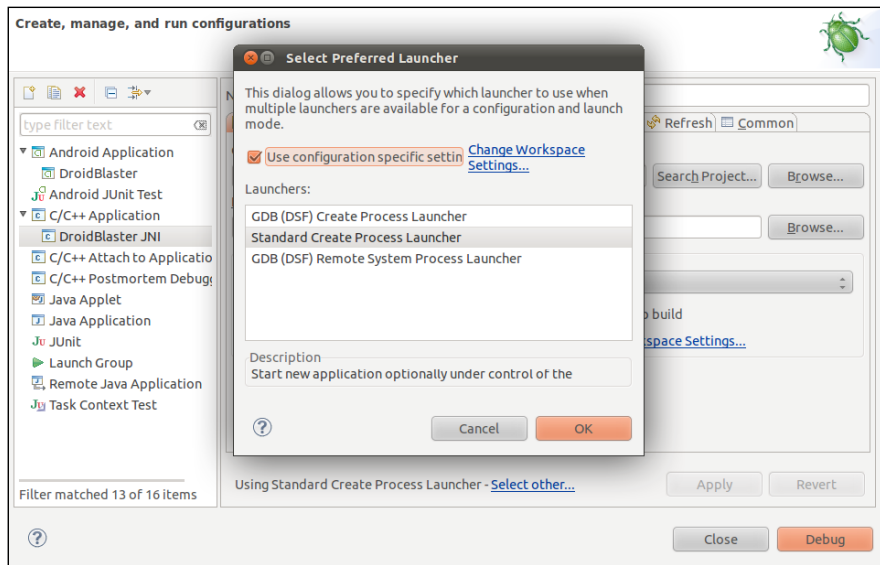 Create, manage, and run configurations
Select Preferred Launcher
This dialog allows you to specify which launcher to use when
multiple launchers are available for a configuration and launch
mode.
Use configuration specific settin
Change Workspace
Settings...
Launchers:
GDB (DSF) Create Process Launcher
Standard Create Process Launcher
GDB (DSF) Remote System Process Launcher
Description
Start new application optionally under control of the
Cancel
OK
type filter text
Android Application
DroidBlaster
Ju Android JUnit Test
C/C++ Application
DroidBlaster JNI
C/C++ Attach to Applicatio
C/C++ Postmortem Debug
Java Applet
Java Application
Ju JUnit
Launch Group
Remote Java Application
Ju Task Context Test
Filter matched 13 of 16 items
N
Refresh
Common
Search Project...
Browse...
Browse...
o build
space Settings...
Using Standard Create Process Launcher - Select other...
Apply
Revert
Close
Debug